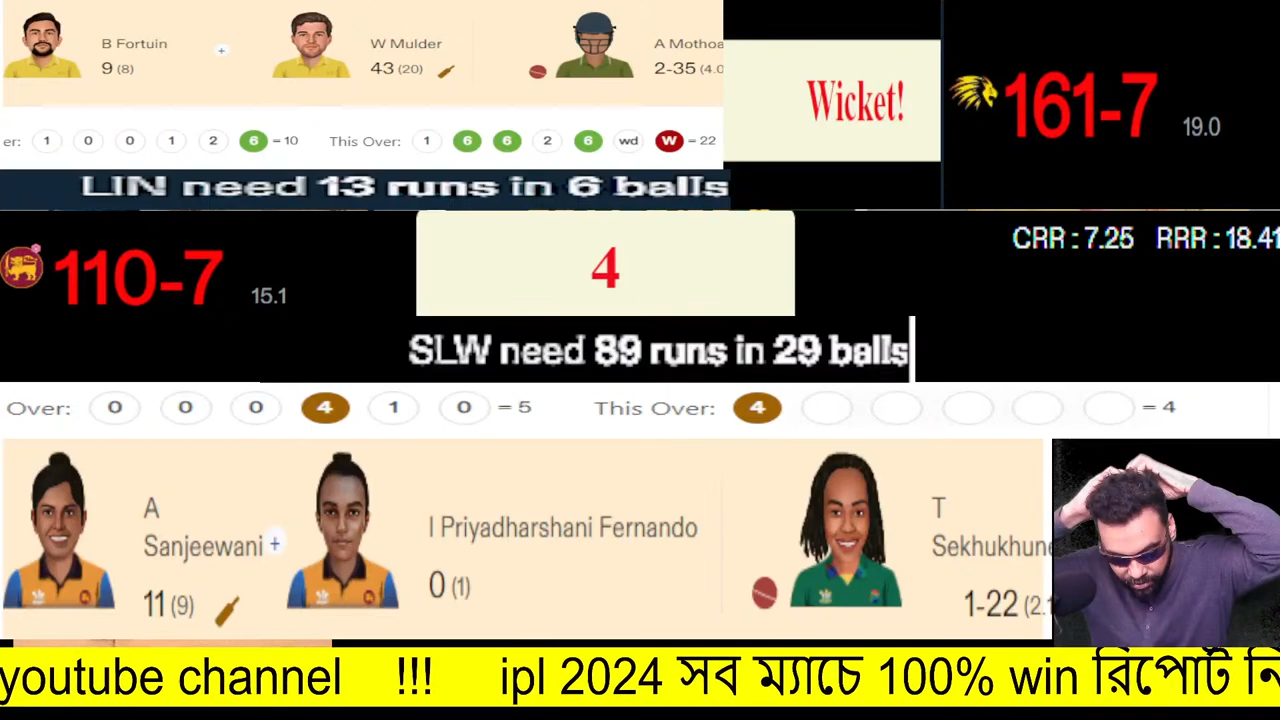 B Fortuin
9 (8)
+
W Mulder
43 (20)
A Mothoa
2-35 (4.0
Wicket!
161-7
19.0
er: 1 0 0 1 2 6 = 10
This Over: 1 6 6 2 6 wd W = 22
LIN need 13 runs in 6 balls
110-7
15.1
4
CRR : 7.25 RRR : 18.41
SLW need 89 runs in 29 balls
Over: 0 0 0 4 1 0 = 5
This Over: 4 = 4
A
Sanjeewani +
11 (9)
I Priyadharshani Fernando
0 (1)
T
Sekhukhune
1-22 (2.1
youtube channel !!! ipl 2024 সব ম্যাচে 100% win রিপোর্ট নি